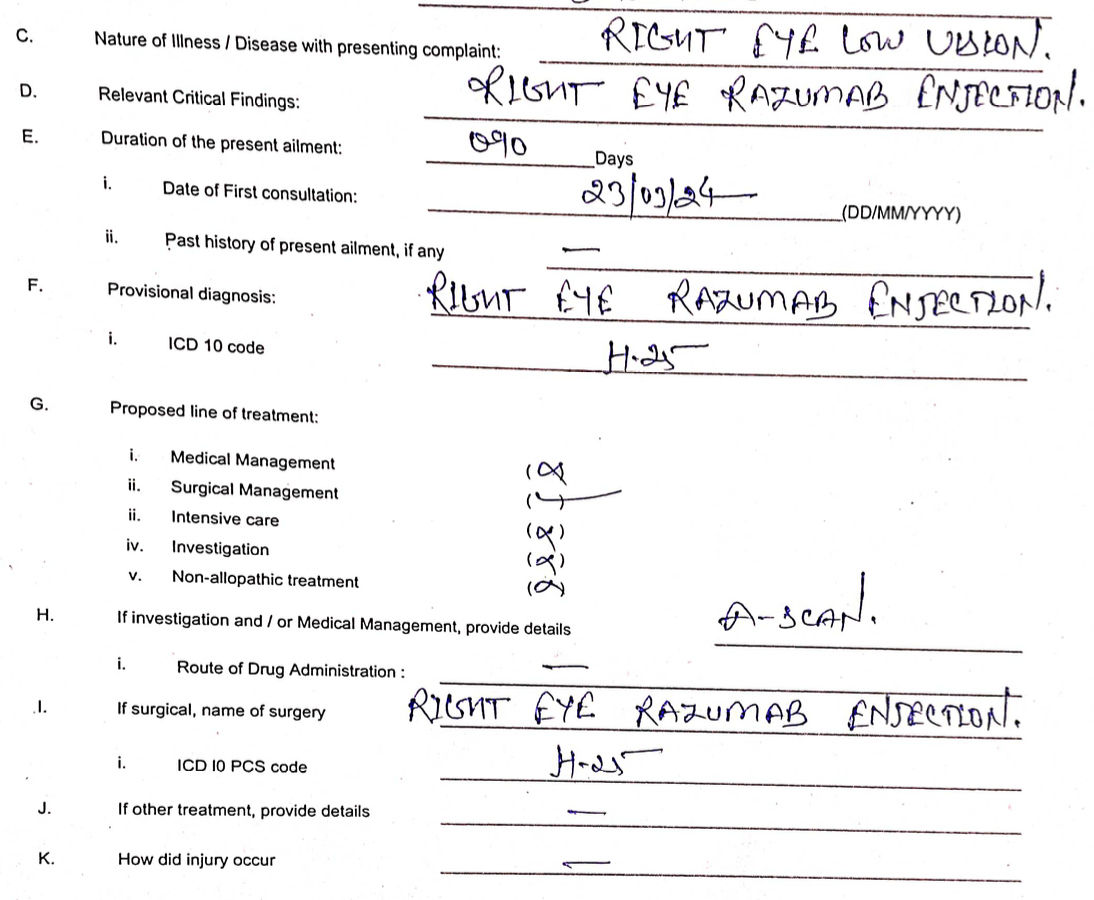 C. Nature of Illness / Disease with presenting complaint: RIGHT EYE LOW VISION.
D. Relevant Critical Findings: RIGHT EYE RAZUMAB ENJECTION.
E. Duration of the present ailment: 090 Days
i. Date of First consultation: 23/03/24 (DD/MM/YYYY)
ii. Past history of present ailment, if any —
F. Provisional diagnosis: RIGHT EYE RAZUMAB ENJECTION.
i. ICD 10 code H.25
G. Proposed line of treatment:
i. Medical Management (x)
ii. Surgical Management (✓)
ii. Intensive care (x)
iv. Investigation (x)
v. Non-allopathic treatment (x)
H. If investigation and / or Medical Management, provide details A-SCAN.
i. Route of Drug Administration : —
.I. If surgical, name of surgery RIGHT EYE RAZUMAB ENJECTION.
i. ICD I0 PCS code H-25
J. If other treatment, provide details —
K. How did injury occur —